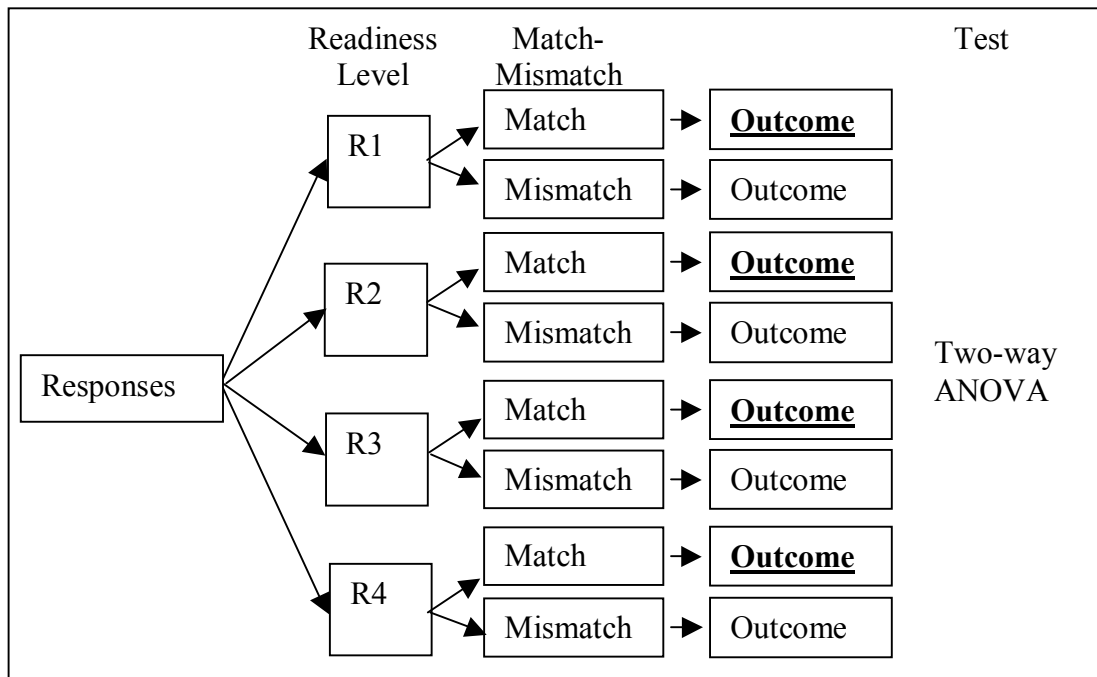 Readiness
Level
Match-
Mismatch
Test
R1
Match
Outcome
Mismatch
Outcome
R2
Match
Outcome
Mismatch
Outcome
Responses
Two-way
ANOVA
R3
Match
Outcome
Mismatch
Outcome
R4
Match
Outcome
Mismatch
Outcome